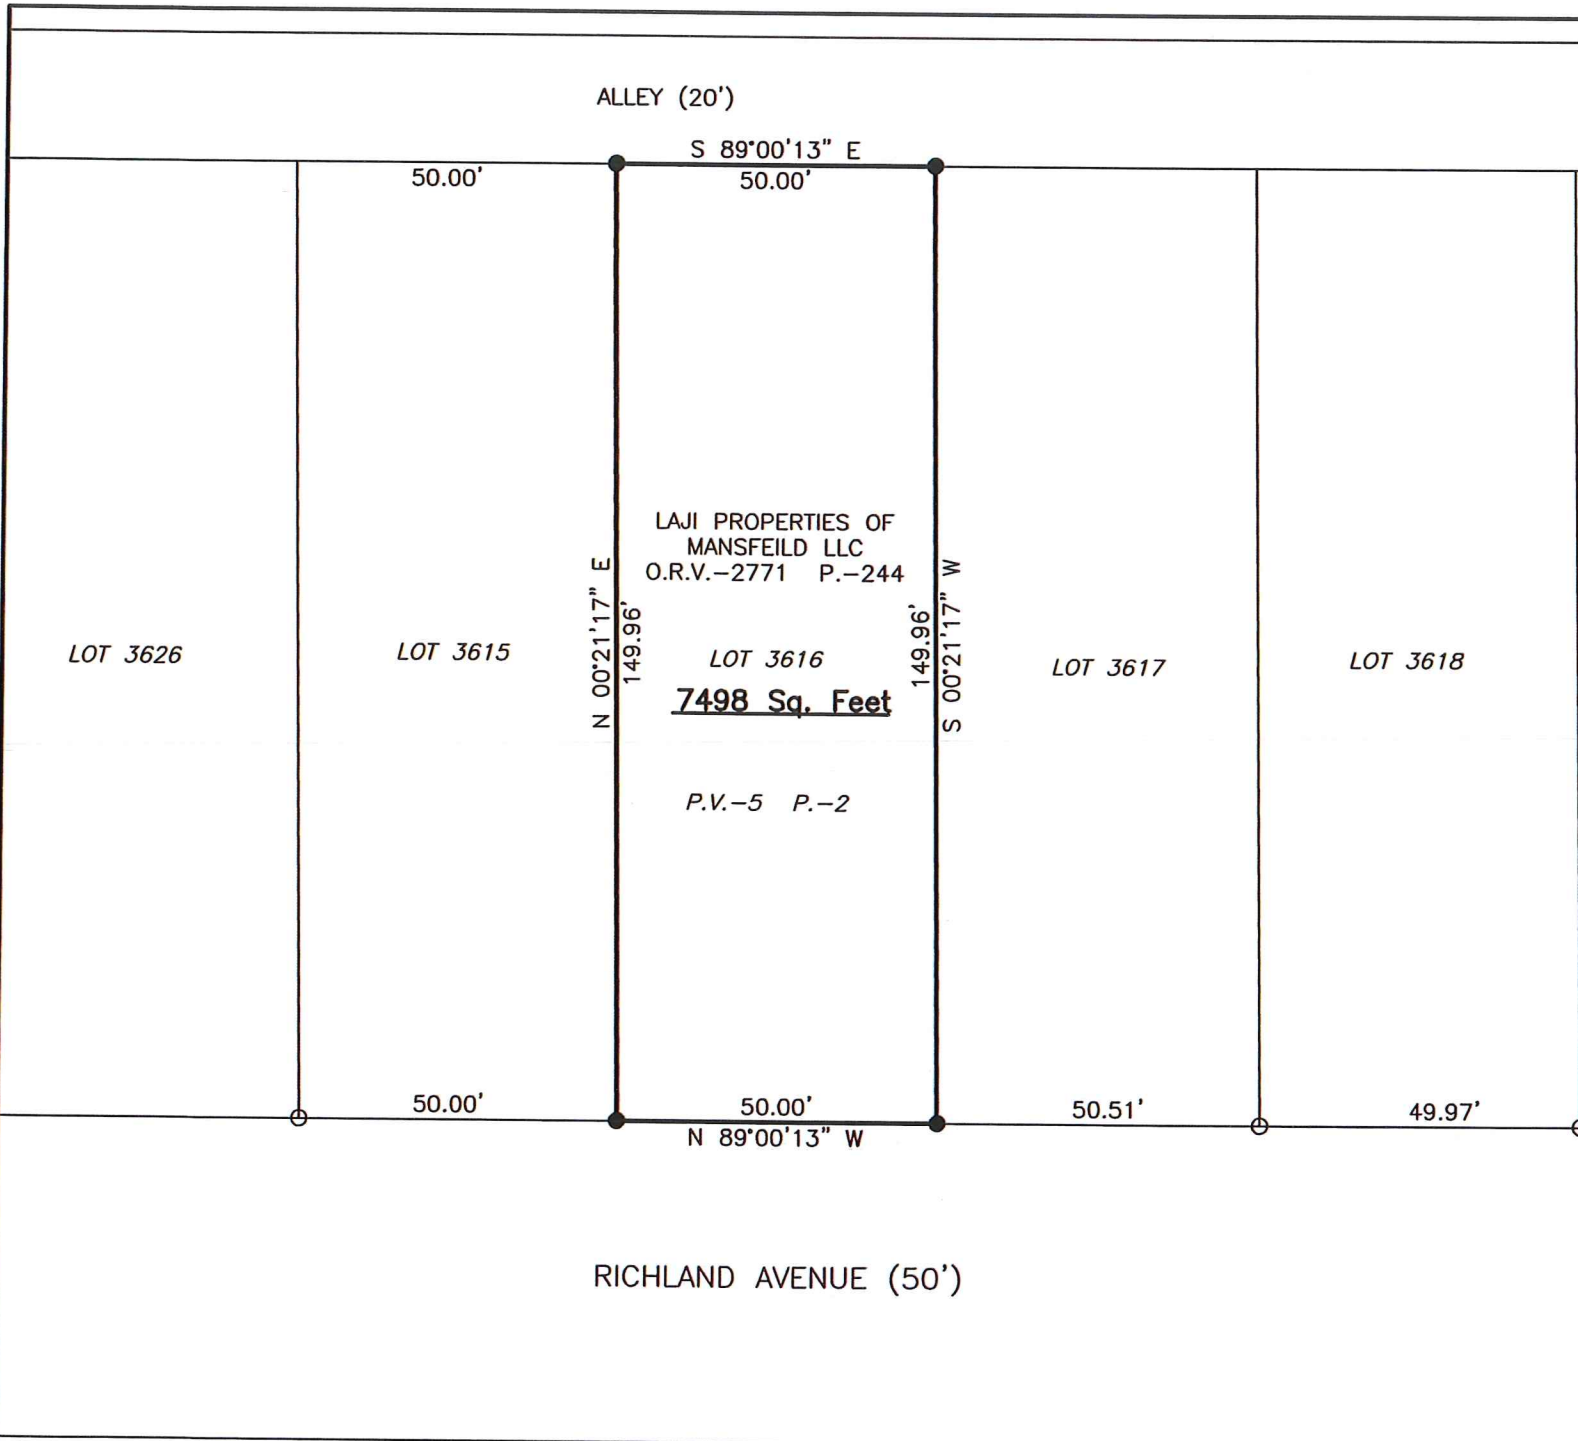 ALLEY (20')
S 89°00'13" E
50.00'
50.00'
LAJI PROPERTIES OF
MANSFEILD LLC
O.R.V.-2771 P.-244
N 00°21'17" E
149.96'
149.96'
S 00°21'17" W
LOT 3626
LOT 3615
LOT 3616
LOT 3617
LOT 3618
7498 Sq. Feet
P.V.-5 P.-2
50.00'
50.00'
50.51'
49.97'
N 89°00'13" W
RICHLAND AVENUE (50')